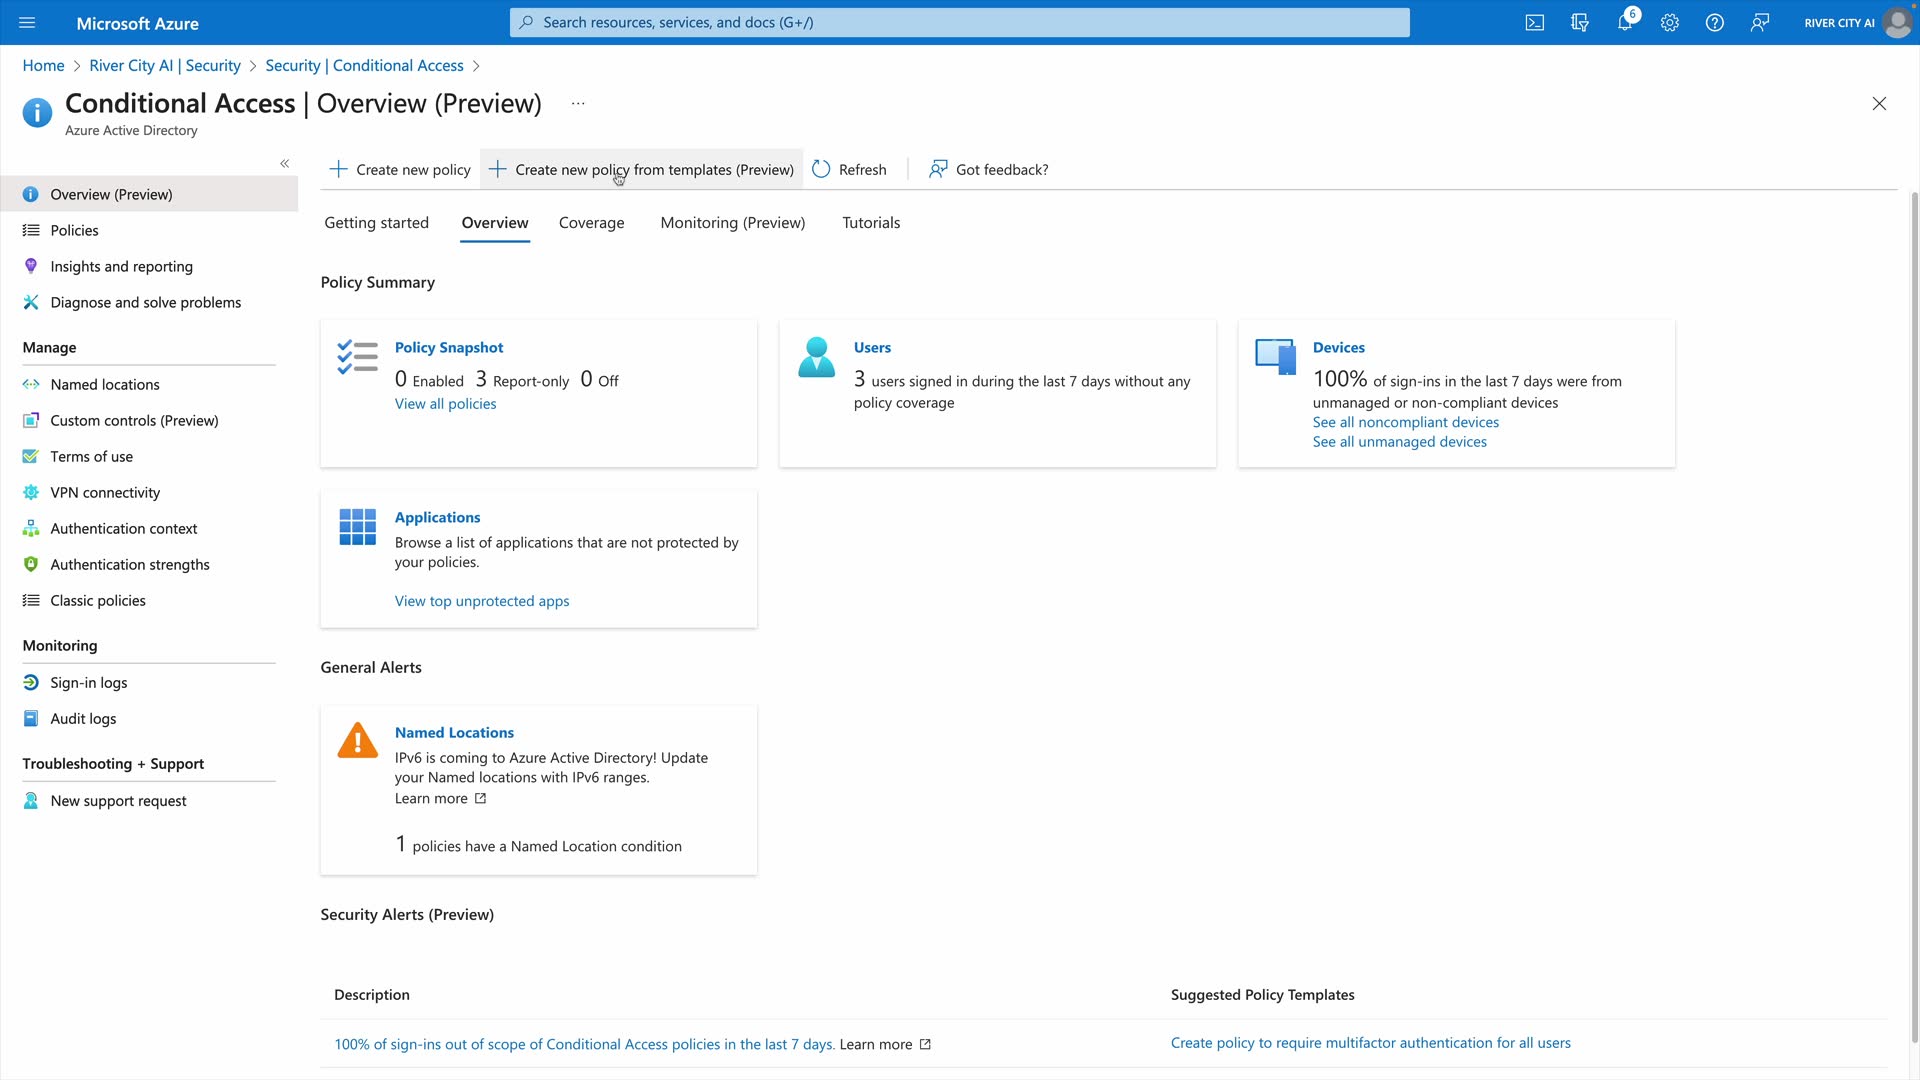 Microsoft Azure
Search resources, services, and docs (G+/)
6
RIVER CITY AI
Home > River City AI | Security > Security | Conditional Access >
Conditional Access | Overview (Preview) ...
Azure Active Directory
Create new policy
Create new policy from templates (Preview)
Refresh
Got feedback?
Overview (Preview)
Policies
Insights and reporting
Diagnose and solve problems
Manage
Named locations
Custom controls (Preview)
Terms of use
VPN connectivity
Authentication context
Authentication strengths
Classic policies
Monitoring
Sign-in logs
Audit logs
Troubleshooting + Support
New support request
Getting started
Overview
Coverage
Monitoring (Preview)
Tutorials
Policy Summary
Policy Snapshot
0 Enabled 3 Report-only 0 Off
View all policies
Users
3 users signed in during the last 7 days without any
policy coverage
Devices
100% of sign-ins in the last 7 days were from
unmanaged or non-compliant devices
See all noncompliant devices
See all unmanaged devices
Applications
Browse a list of applications that are not protected by
your policies.
View top unprotected apps
General Alerts
Named Locations
IPv6 is coming to Azure Active Directory! Update
your Named locations with IPv6 ranges.
Learn more
1 policies have a Named Location condition
Security Alerts (Preview)
Description
Suggested Policy Templates
100% of sign-ins out of scope of Conditional Access policies in the last 7 days. Learn more
Create policy to require multifactor authentication for all users